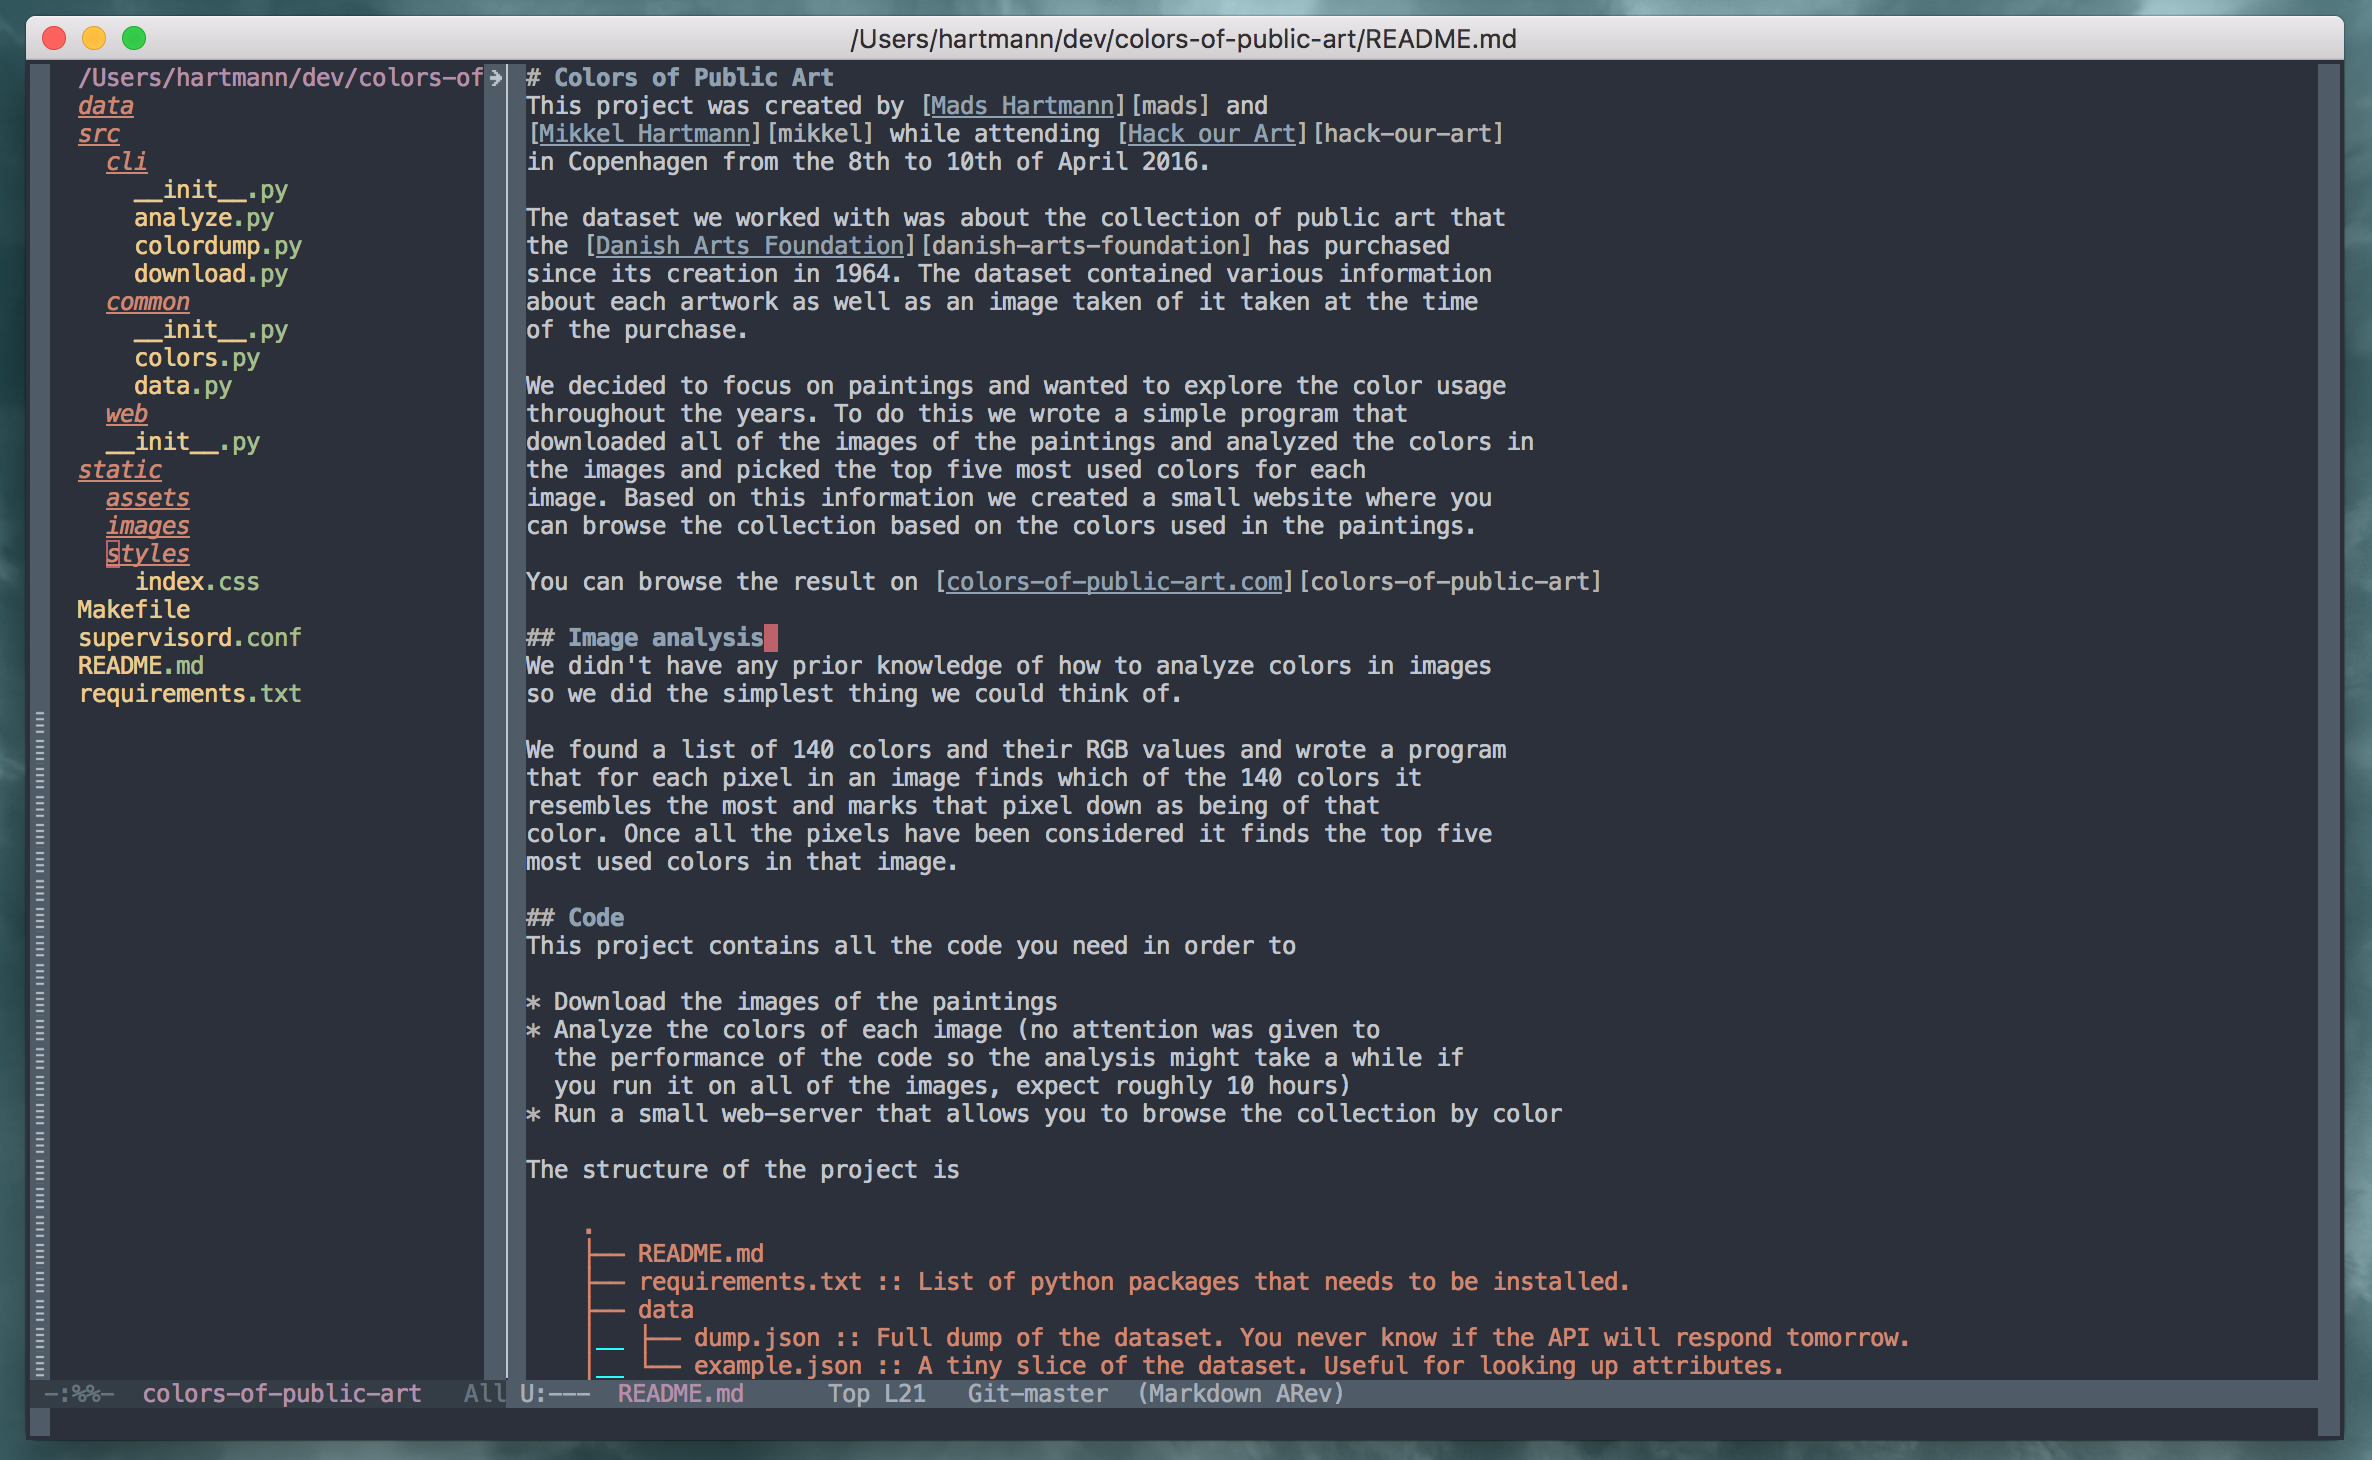 /Users/hartmann/dev/colors-of-public-art/README.md
/Users/hartmann/dev/colors-of
data
src
cli
__init__.py
analyze.py
colordump.py
download.py
common
__init__.py
colors.py
data.py
web
__init__.py
static
assets
images
styles
index.css
Makefile
supervisord.conf
README.md
requirements.txt
# Colors of Public Art
This project was created by [Mads Hartmann][mads] and
[Mikkel Hartmann][mikkel] while attending [Hack our Art][hack-our-art]
in Copenhagen from the 8th to 10th of April 2016.
The dataset we worked with was about the collection of public art that
the [Danish Arts Foundation][danish-arts-foundation] has purchased
since its creation in 1964. The dataset contained various information
about each artwork as well as an image taken of it taken at the time
of the purchase.
We decided to focus on paintings and wanted to explore the color usage
throughout the years. To do this we wrote a simple program that
downloaded all of the images of the paintings and analyzed the colors in
the images and picked the top five most used colors for each
image. Based on this information we created a small website where you
can browse the collection based on the colors used in the paintings.
You can browse the result on [colors-of-public-art.com][colors-of-public-art]
## Image analysis
We didn't have any prior knowledge of how to analyze colors in images
so we did the simplest thing we could think of.
We found a list of 140 colors and their RGB values and wrote a program
that for each pixel in an image finds which of the 140 colors it
resembles the most and marks that pixel down as being of that
color. Once all the pixels have been considered it finds the top five
most used colors in that image.
## Code
This project contains all the code you need in order to
* Download the images of the paintings
* Analyze the colors of each image (no attention was given to
the performance of the code so the analysis might take a while if
you run it on all of the images, expect roughly 10 hours)
* Run a small web-server that allows you to browse the collection by color
The structure of the project is
.
├── README.md
├── requirements.txt :: List of python packages that needs to be installed.
├── data
│   ├── dump.json :: Full dump of the dataset. You never know if the API will respond tomorrow.
│   └── example.json :: A tiny slice of the dataset. Useful for looking up attributes.
-:%%- colors-of-public-art All
U:--- README.md Top L21 Git-master (Markdown ARev)